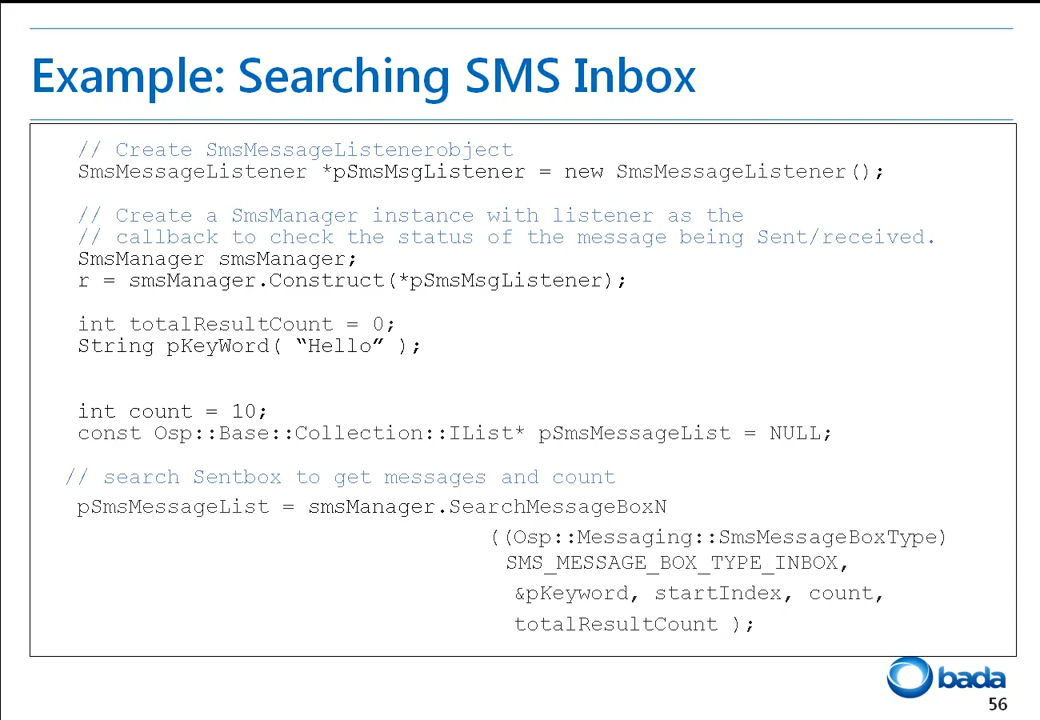 Example: Searching SMS Inbox
// Create SmsMessageListenerobject
SmsMessageListener *pSmsMsgListener = new SmsMessageListener();
// Create a SmsManager instance with listener as the
// callback to check the status of the message being Sent/received.
SmsManager smsManager;
r = smsManager.Construct(*pSmsMsgListener);
int totalResultCount = 0;
String pKeyWord( “Hello” );
int count = 10;
const Osp::Base::Collection::IList* pSmsMessageList = NULL;
// search Sentbox to get messages and count
pSmsMessageList = smsManager.SearchMessageBoxN
((Osp::Messaging::SmsMessageBoxType)
SMS_MESSAGE_BOX_TYPE_INBOX,
&pKeyword, startIndex, count,
totalResultCount );
bada
56